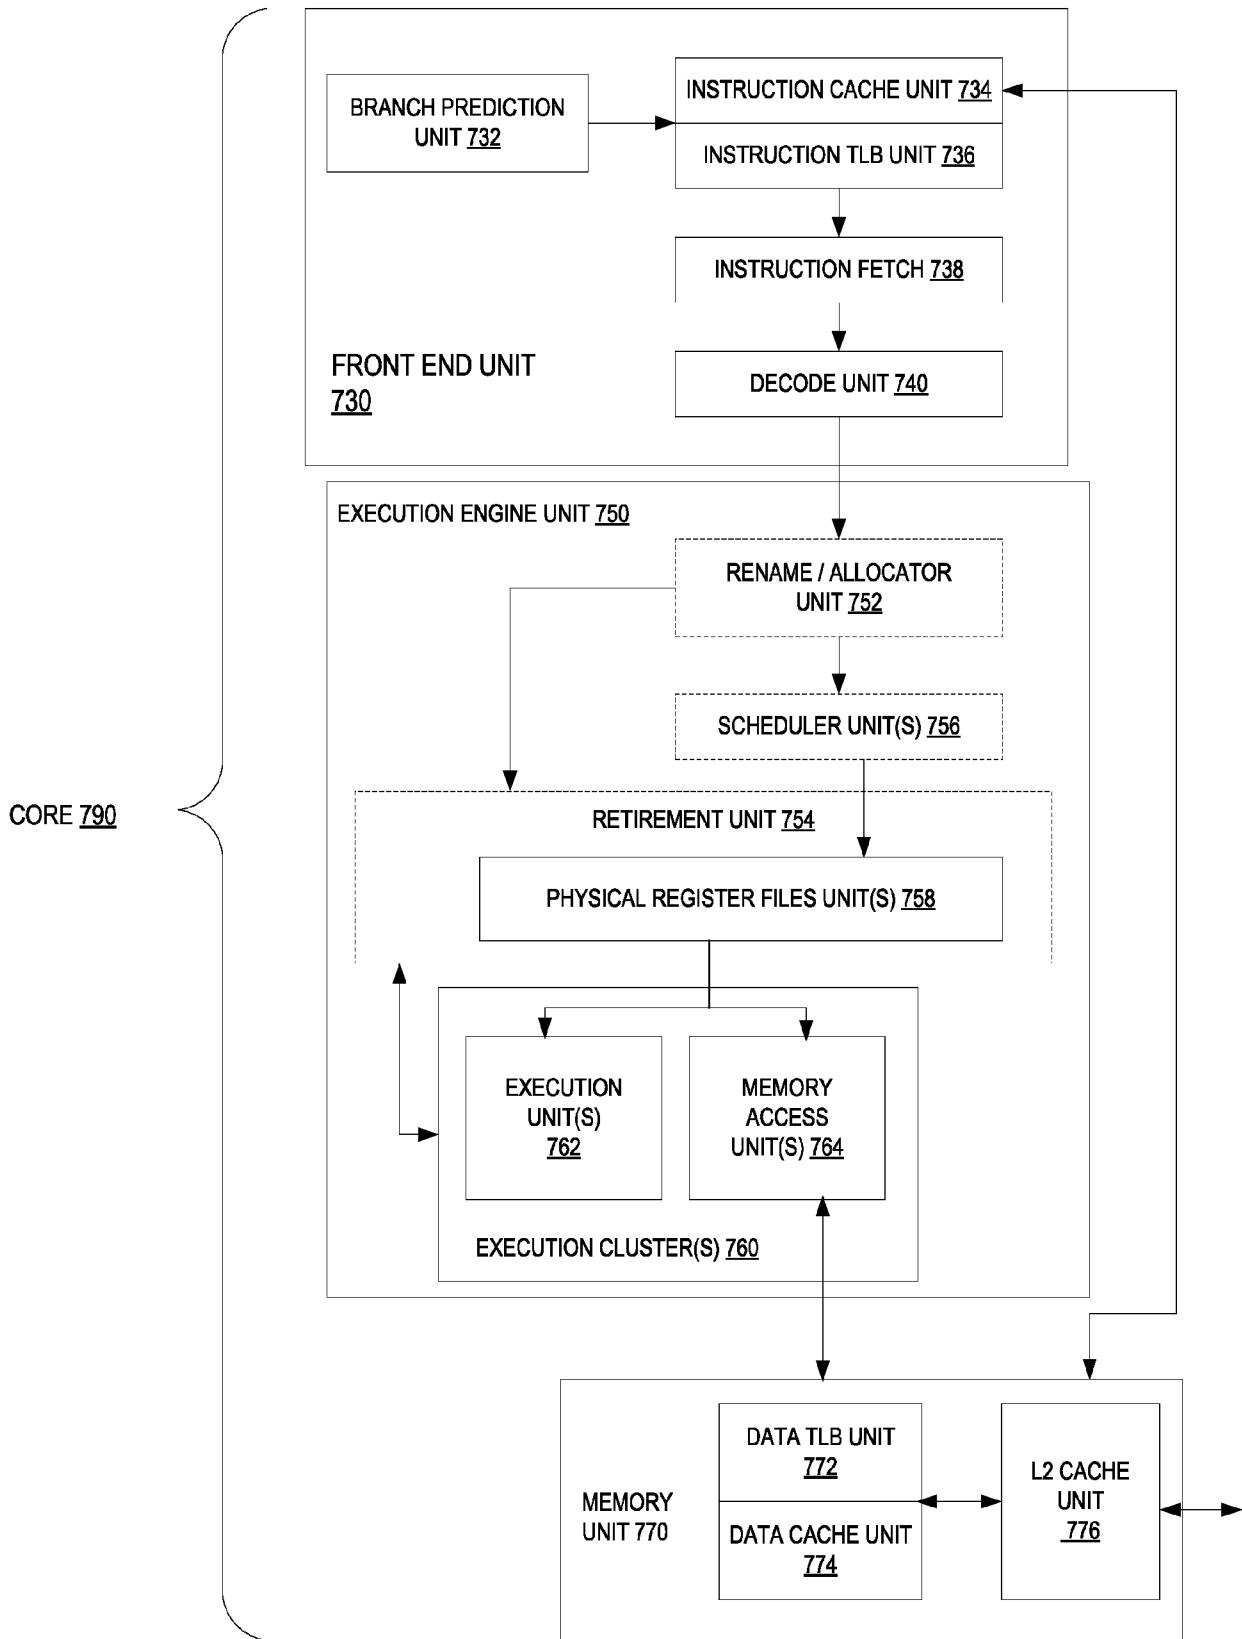 BRANCH PREDICTION
UNIT 732
INSTRUCTION CACHE UNIT 734
INSTRUCTION TLB UNIT 736
INSTRUCTION FETCH 738
FRONT END UNIT
730
DECODE UNIT 740
EXECUTION ENGINE UNIT 750
RENAME / ALLOCATOR
UNIT 752
SCHEDULER UNIT(S) 756
CORE 790
RETIREMENT UNIT 754
PHYSICAL REGISTER FILES UNIT(S) 758
EXECUTION
UNIT(S)
762
MEMORY
ACCESS
UNIT(S) 764
EXECUTION CLUSTER(S) 760
MEMORY
UNIT 770
DATA TLB UNIT
772
DATA CACHE UNIT
774
L2 CACHE
UNIT
776